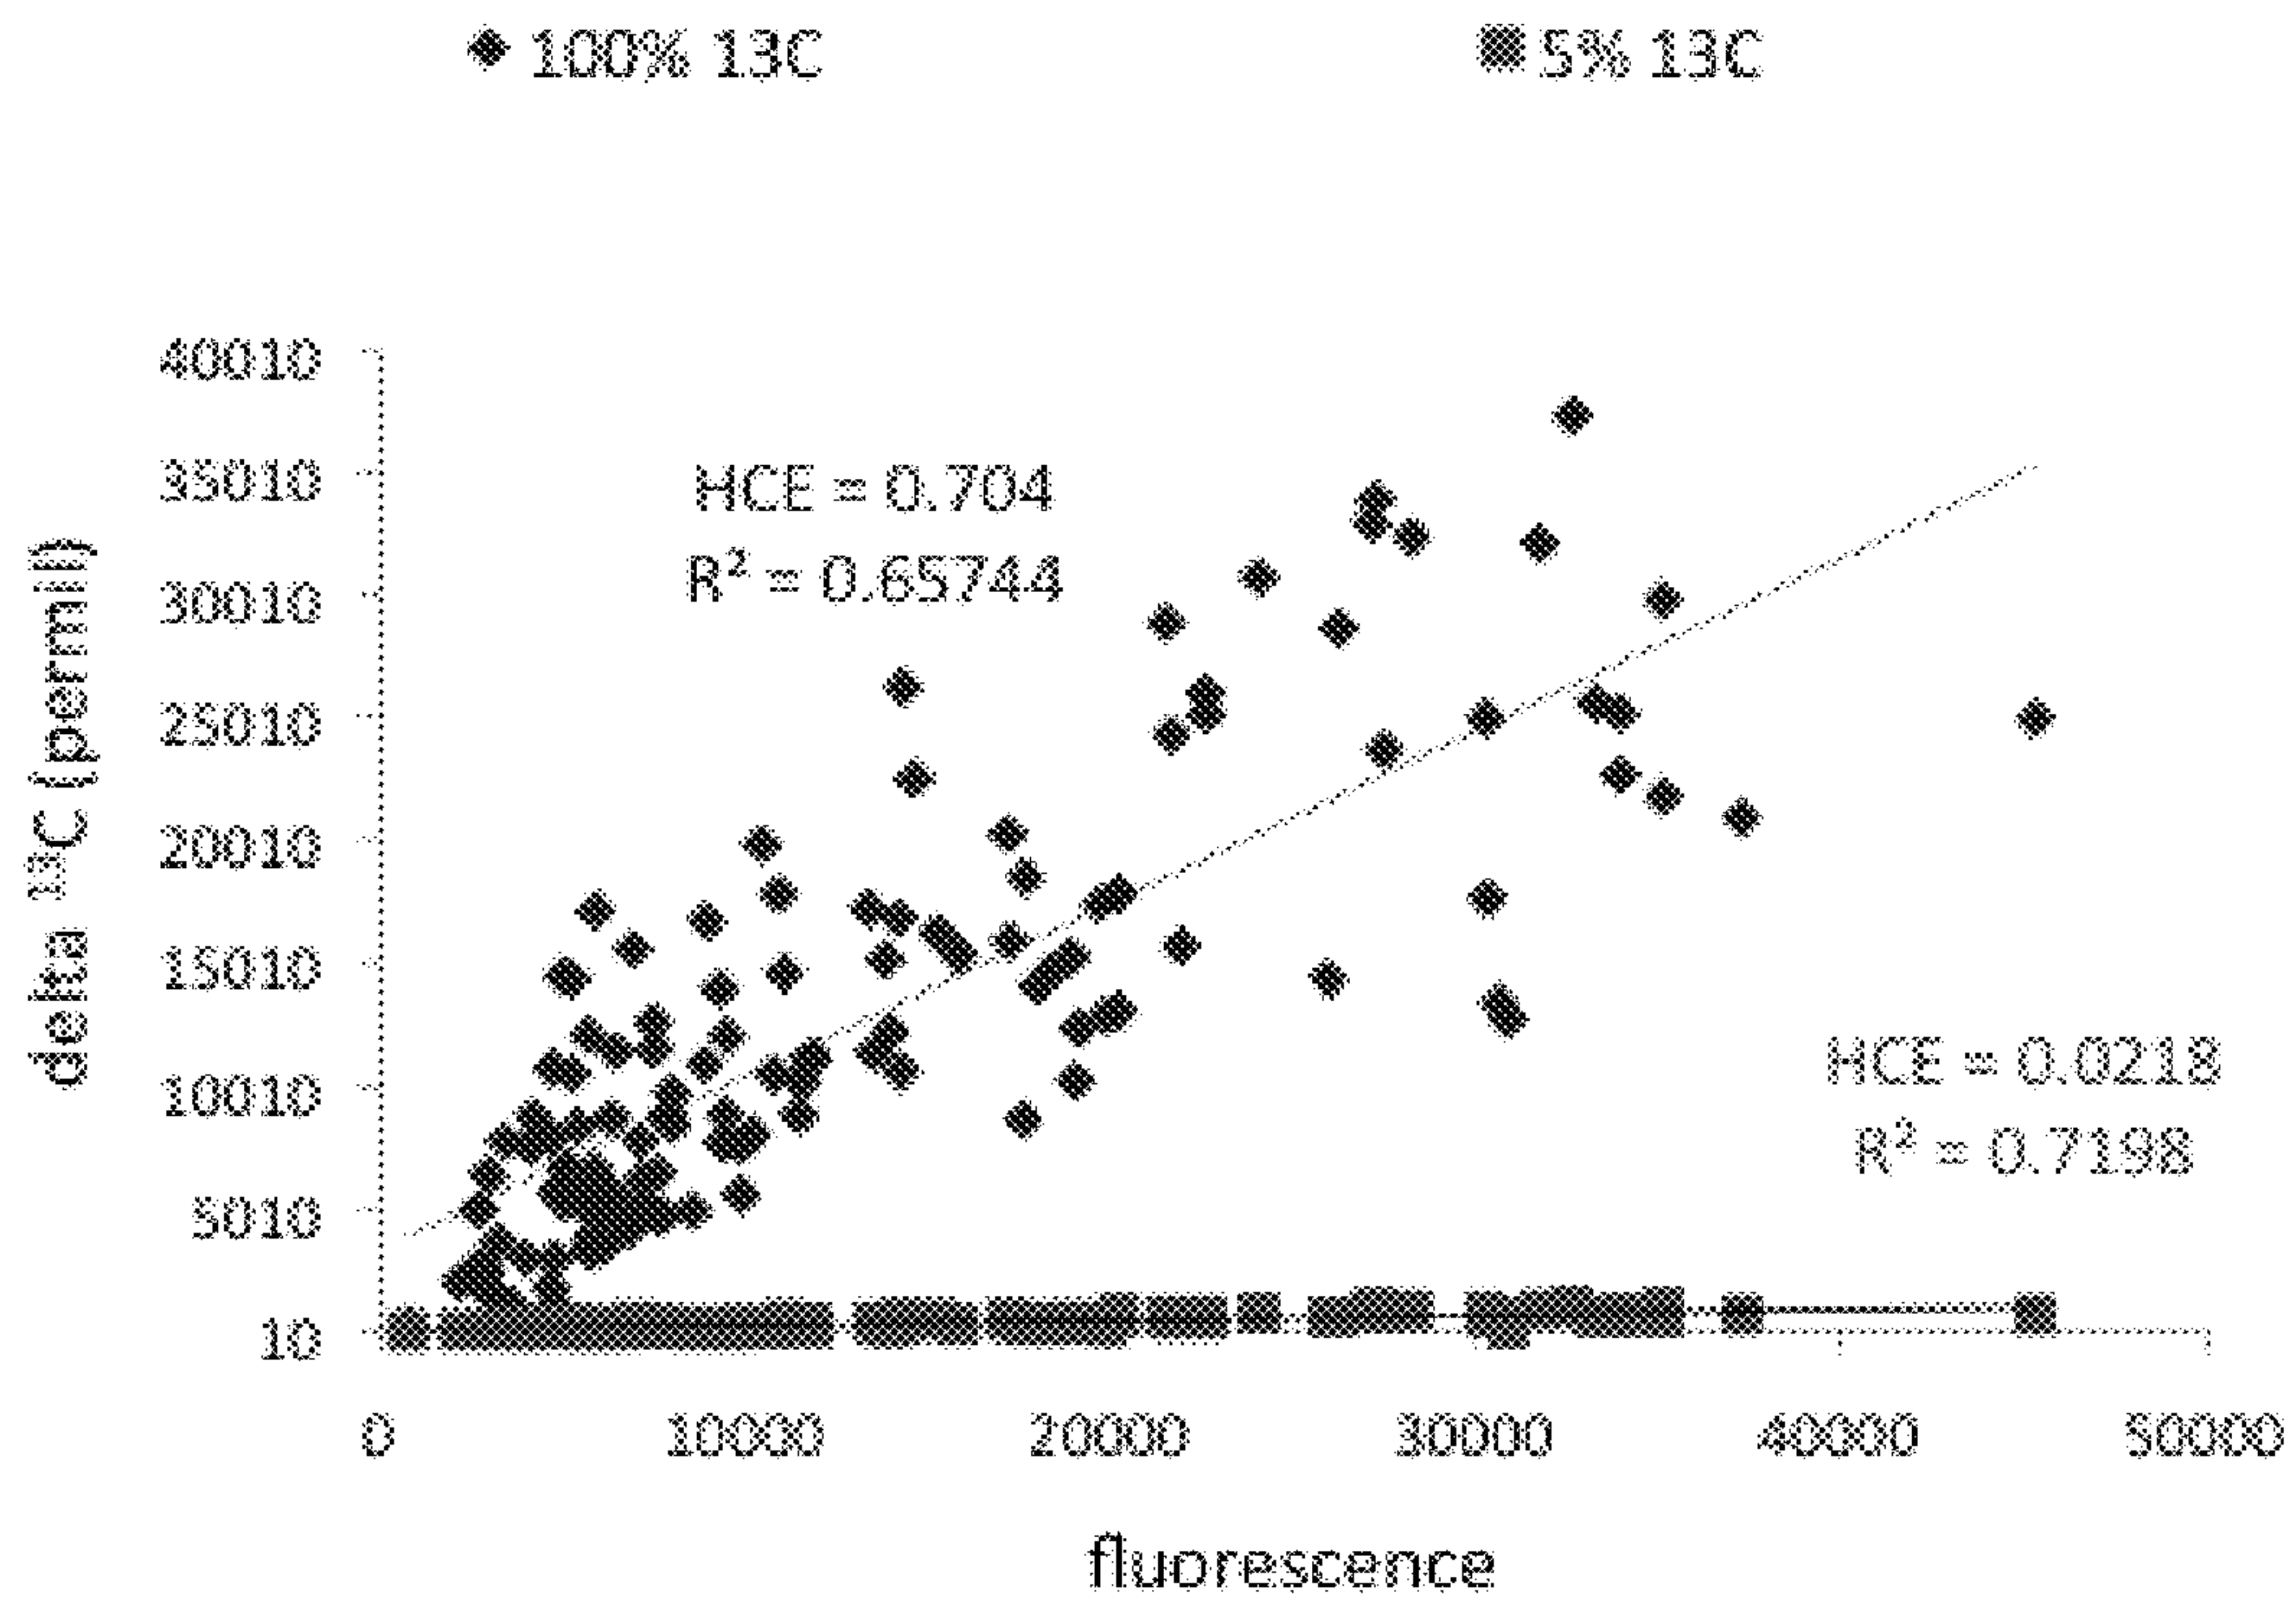 100% 13C
5% 13C
40010
35010
30010
25010
20010
15010
10010
5010
10
delta ¹³C (permil)
HCE = 0.704
R² = 0.65744
HCE = 0.0218
R² = 0.7198
0 10000 20000 30000 40000 50000
fluorescence